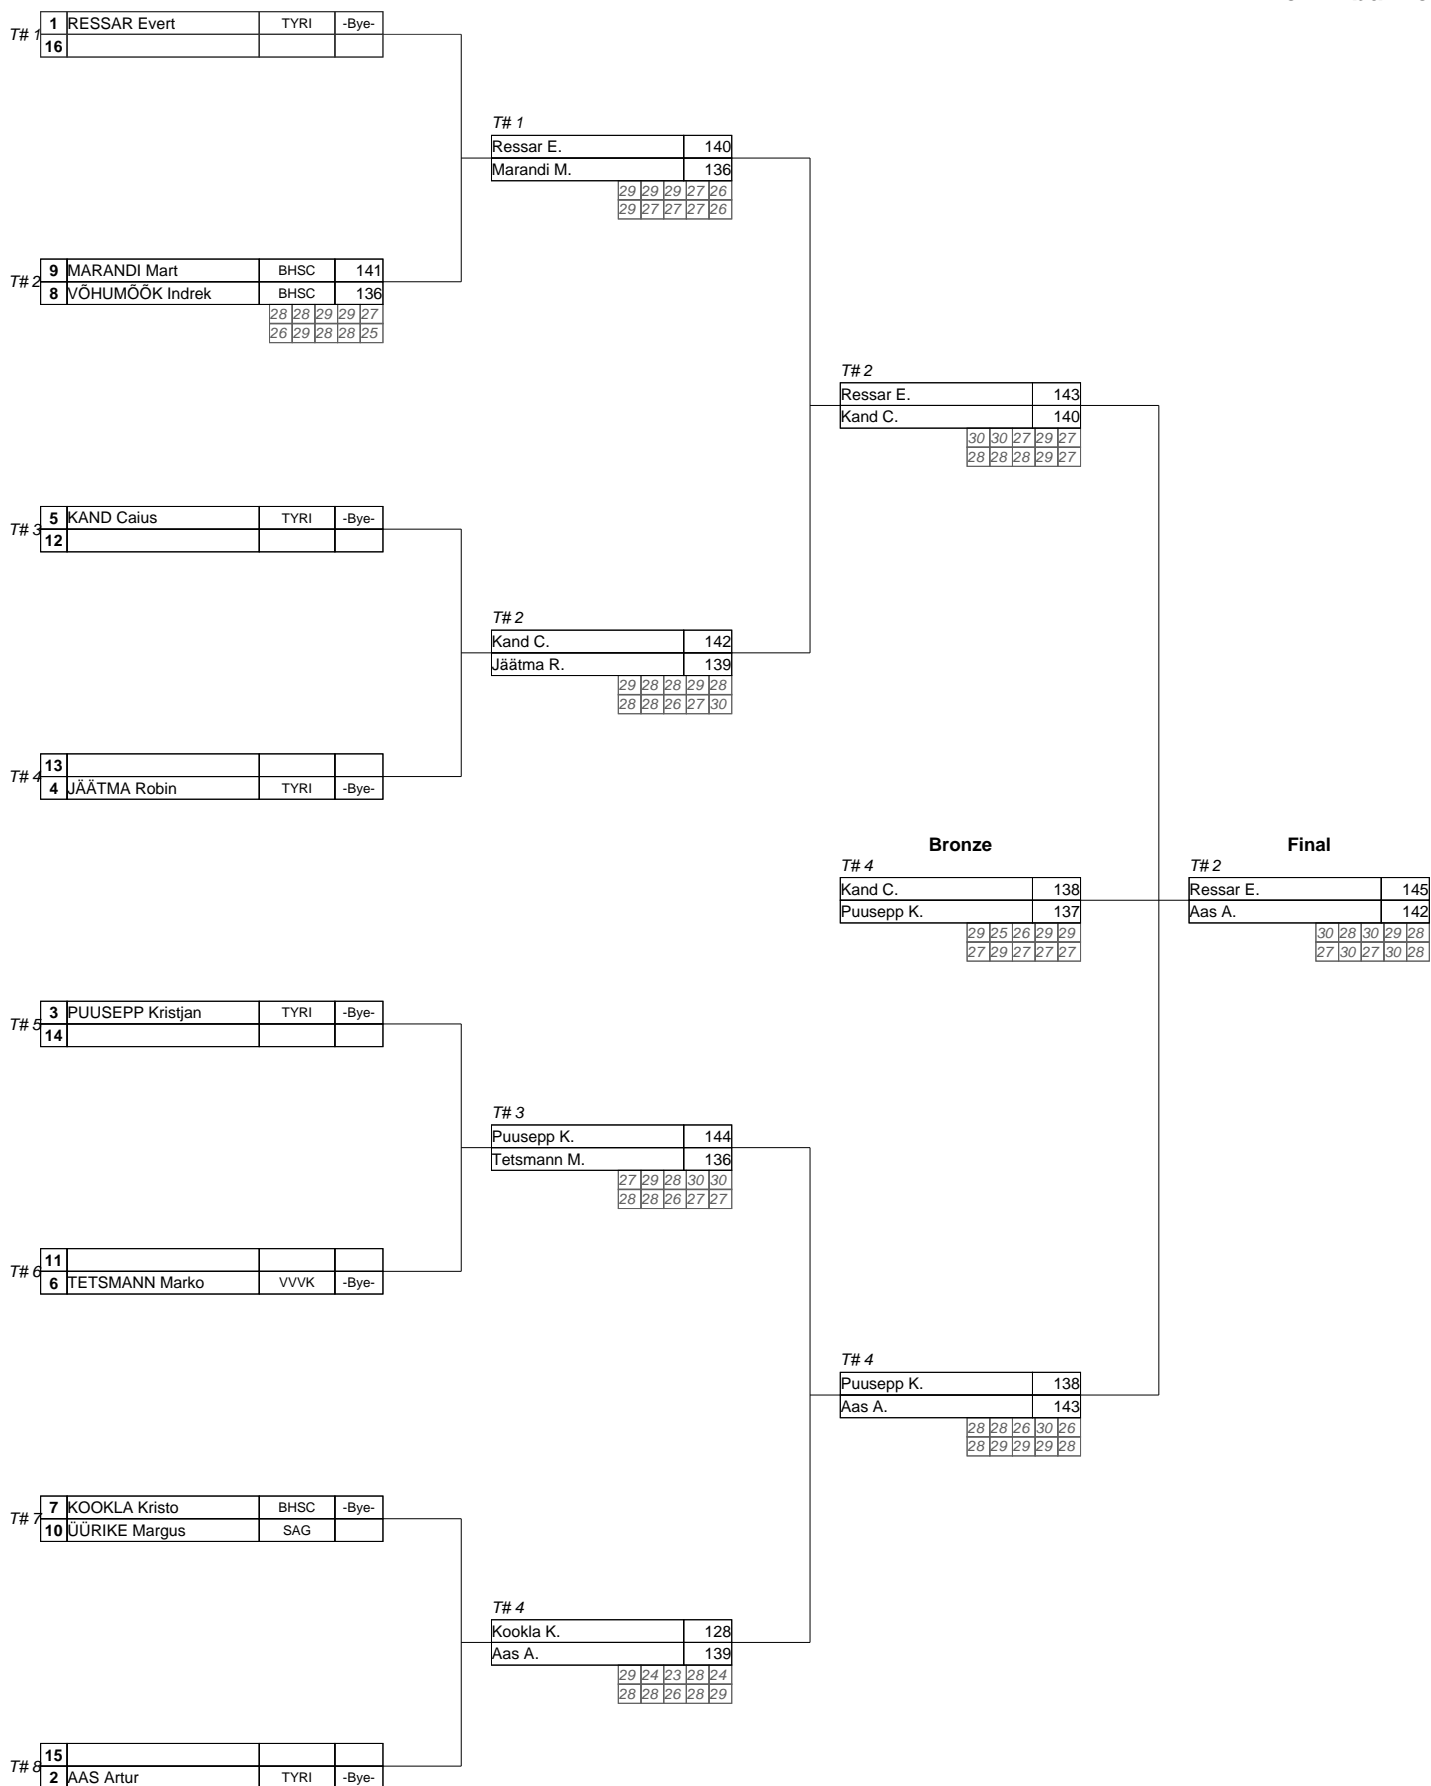 1 RESSAR Evert TYRI -Bye-
T# 1
16
T# 1
Ressar E. 140
Marandi M. 136
29 29 29 27 26
29 27 27 27 26
9 MARANDI Mart BHSC 141
T# 2
8 VÕHUMÕÕK Indrek BHSC 136
28 28 29 29 27
26 29 28 28 25
T# 2
Ressar E. 143
Kand C. 140
30 30 27 29 27
28 28 28 29 27
5 KAND Caius TYRI -Bye-
T# 3
12
T# 2
Kand C. 142
Jäätma R. 139
29 28 28 29 28
28 28 26 27 30
13
T# 4
4 JÄÄTMA Robin TYRI -Bye-
Bronze Final
T# 4 T# 2
Kand C. 138 Ressar E. 145
Puusepp K. 137 Aas A. 142
29 25 26 29 29 30 28 30 29 28
27 29 27 27 27 27 30 27 30 28
3 PUUSEPP Kristjan TYRI -Bye-
T# 5
14
T# 3
Puusepp K. 144
Tetsmann M. 136
27 29 28 30 30
28 28 26 27 27
11
T# 6
6 TETSMANN Marko VVVK -Bye-
T# 4
Puusepp K. 138
Aas A. 143
28 28 26 30 26
28 29 29 29 28
7 KOOKLA Kristo BHSC -Bye-
T# 7
10 ÜÜRIKE Margus SAG
T# 4
Kookla K. 128
Aas A. 139
29 24 23 28 24
28 28 26 28 29
15
T# 8
2 AAS Artur TYRI -Bye-